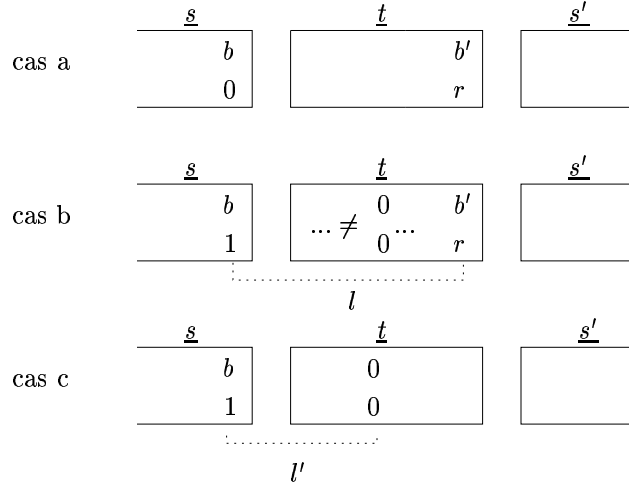 s t s′
cas a b b′
0 r
s t s′
cas b b ... ≠ 0 ... b′
1 0 r
l
s t s′
cas c b 0
1 0
l′